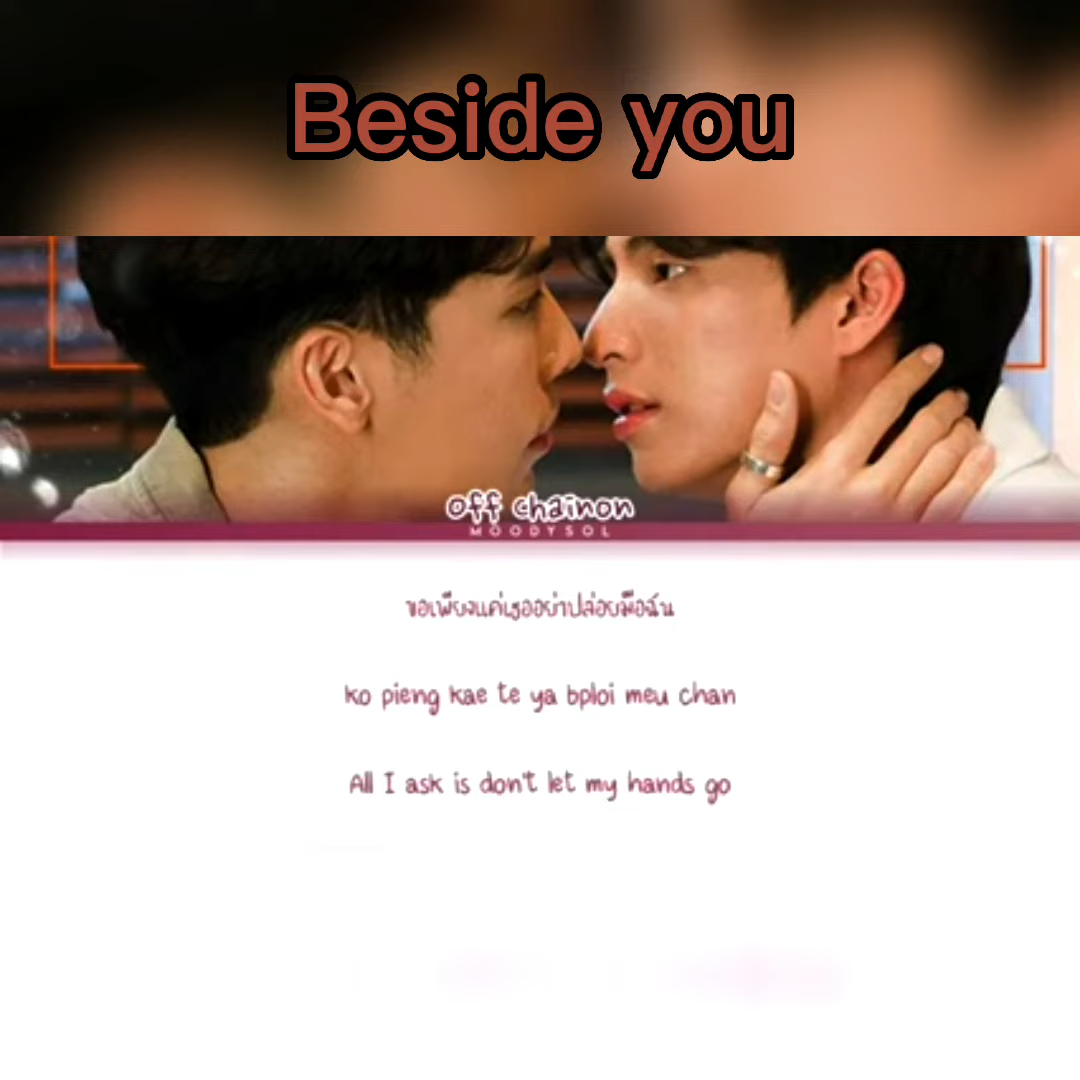 Beside you
off chainon
MOODYSOL
ขอเพียงแค่เธออย่าปล่อยมือฉัน
ko pieng kae te ya bploi meu chan
All I ask is don't let my hands go